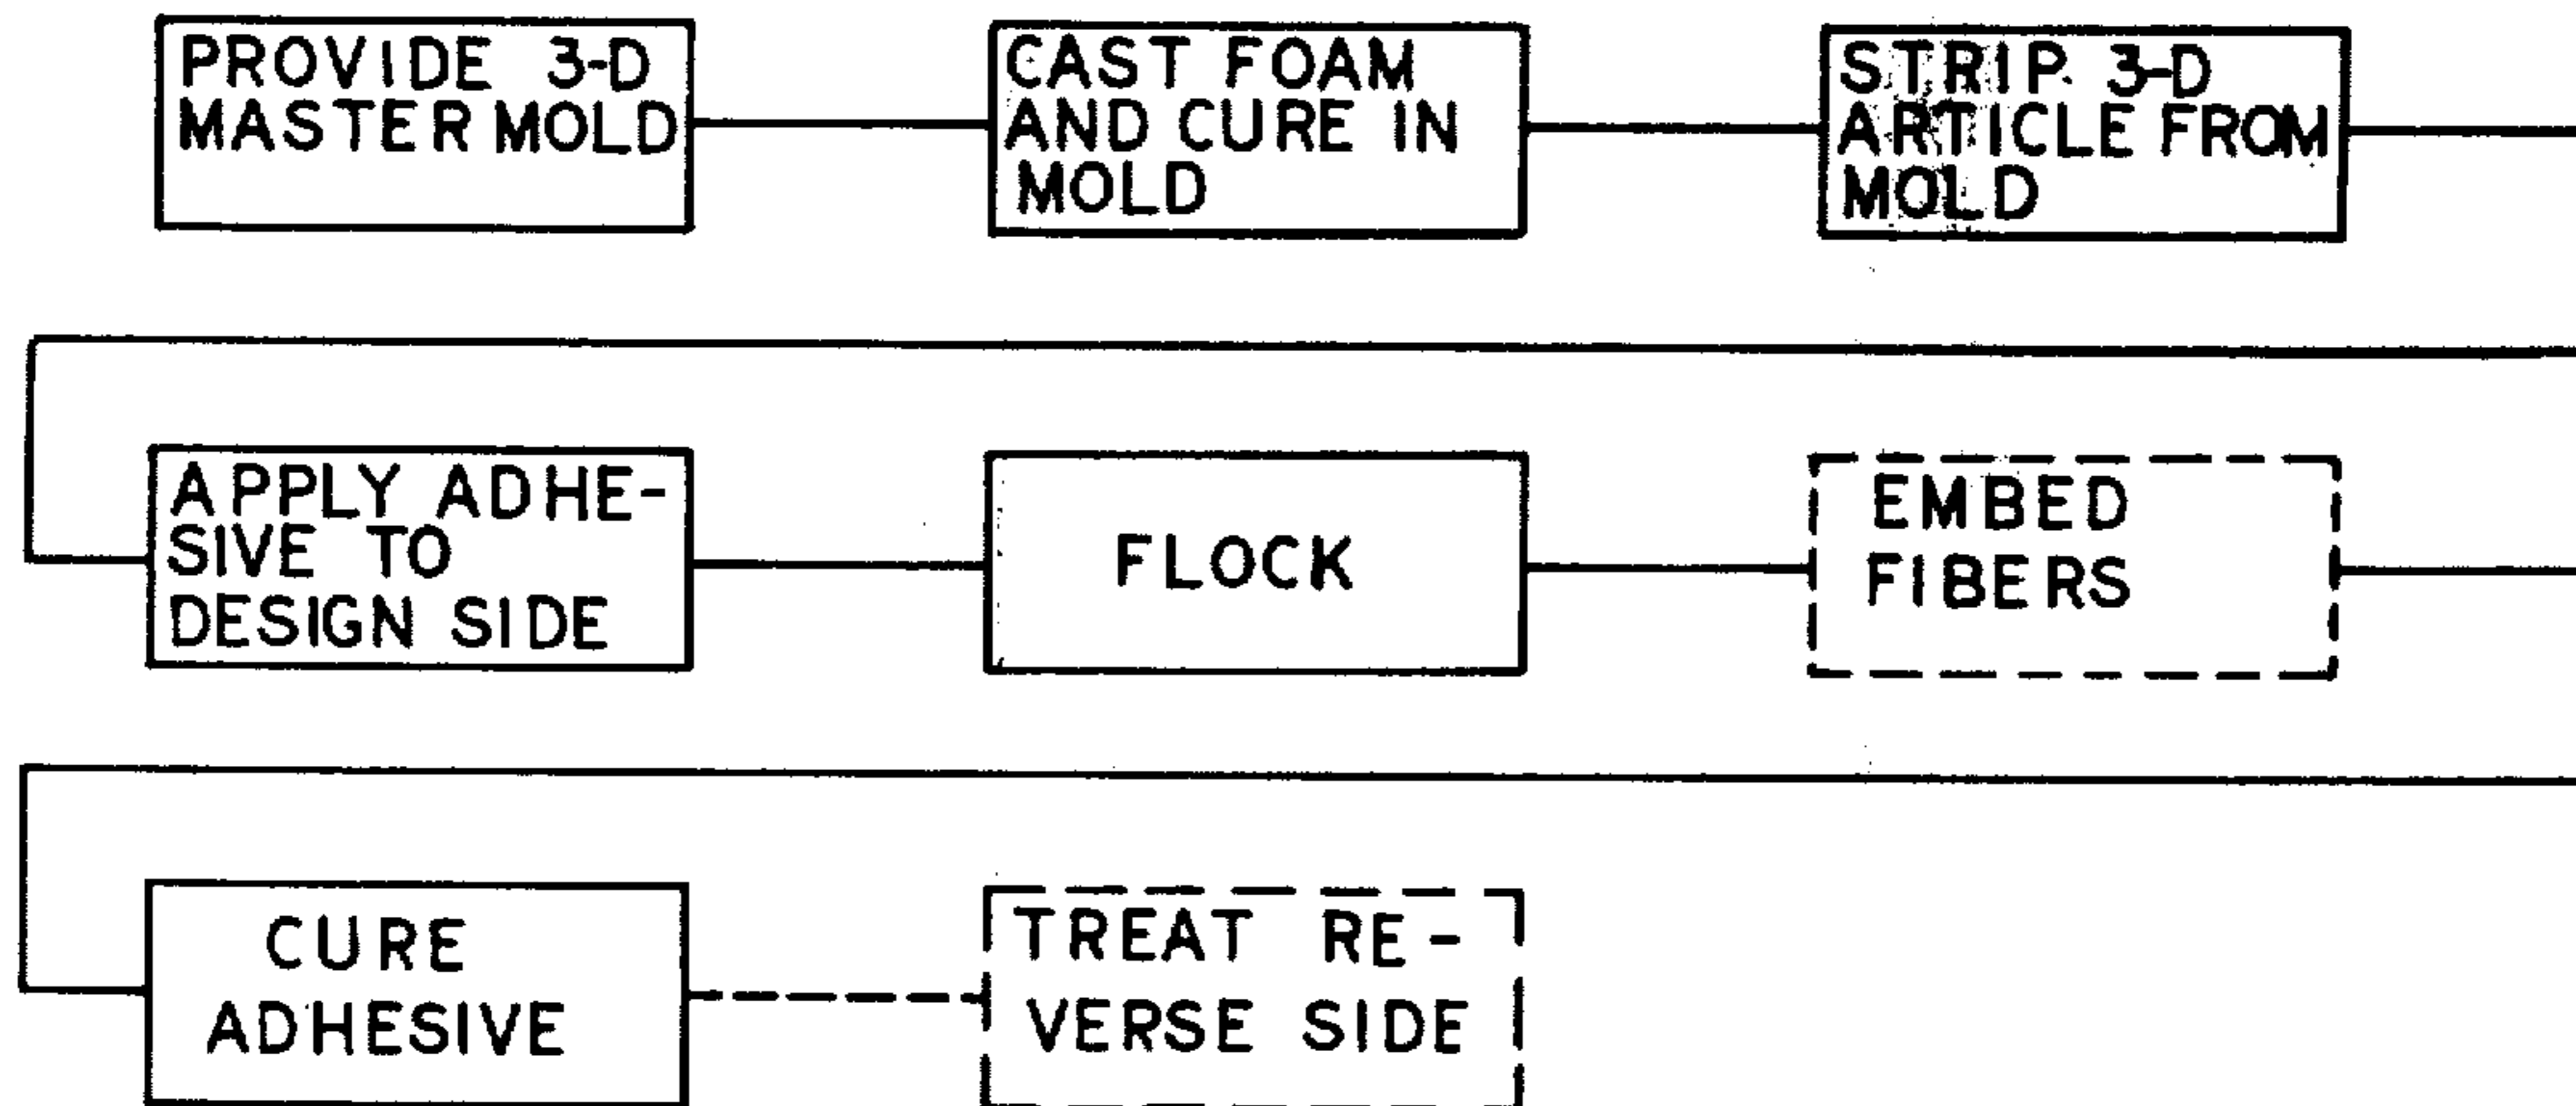 PROVIDE 3-D
MASTER MOLD
CAST FOAM
AND CURE IN
MOLD
STRIP 3-D
ARTICLE FROM
MOLD
APPLY ADHE-
SIVE TO
DESIGN SIDE
FLOCK
EMBED
FIBERS
CURE
ADHESIVE
TREAT RE-
VERSE SIDE